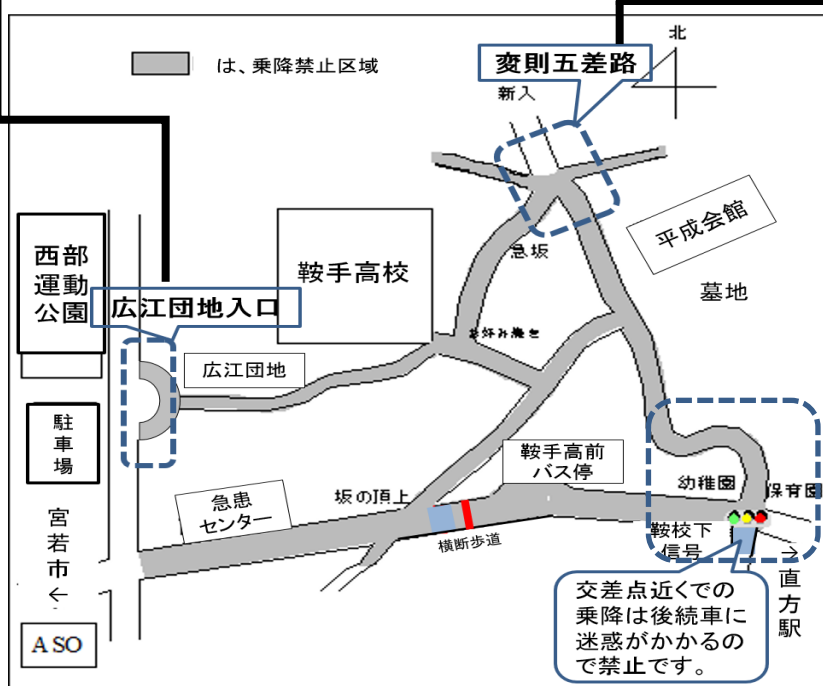 は、乗降禁止区域
北
変則五差路
新入
平成会館
急坂
墓地
西部
運動
公園
鞍手高校
広江団地入口
お好み焼き
広江団地
駐
車
場
鞍手高前
バス停
幼稚園
保育園
坂の頂上
急患
センター
横断歩道
鞍校下
信号
宮
若
市
←
→
直
方
駅
交差点近くでの
乗降は後続車に
迷惑がかかるの
で禁止です。
ASO